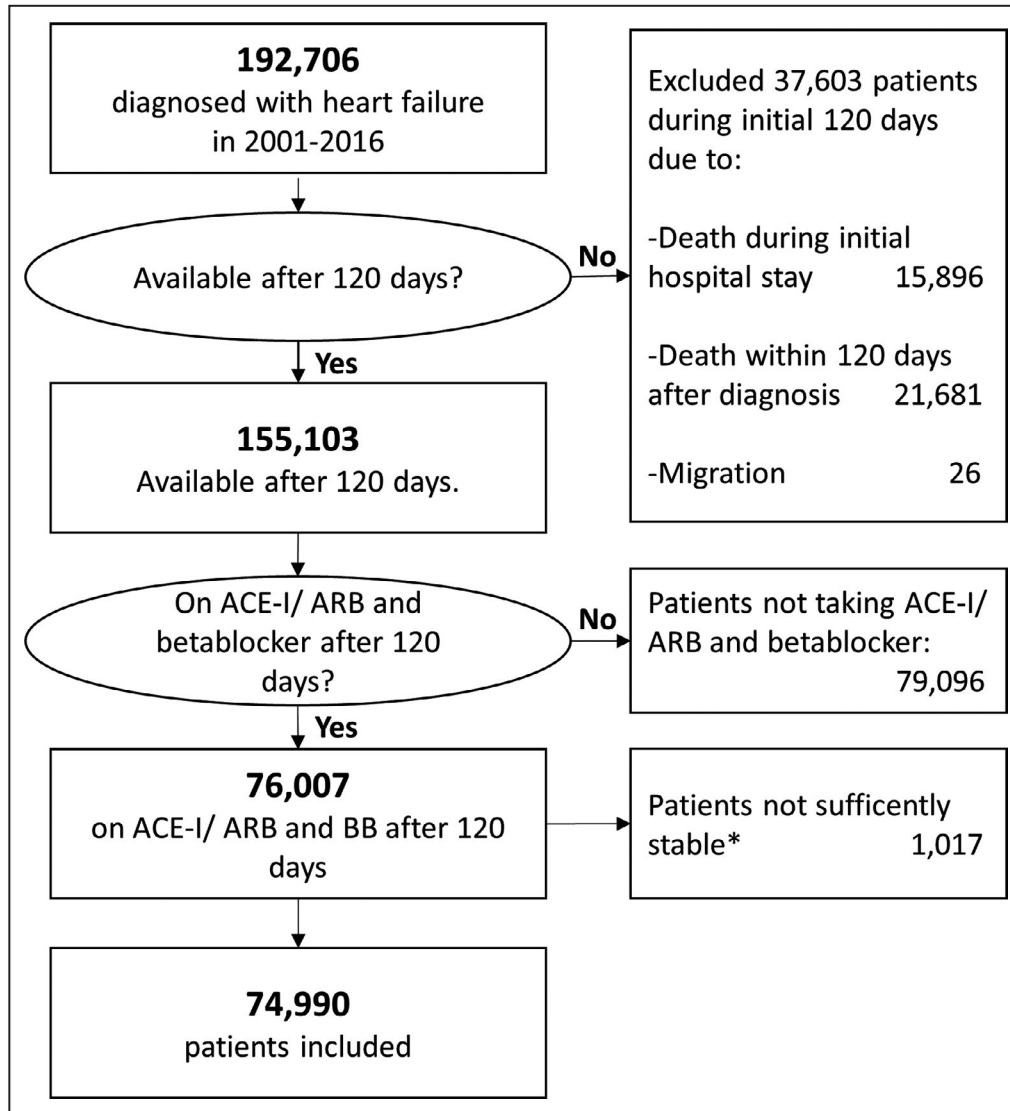 192,706
diagnosed with heart failure
in 2001-2016
Excluded 37,603 patients
during initial 120 days
due to:
-Death during initial
hospital stay 15,896
-Death within 120 days
after diagnosis 21,681
-Migration 26
Available after 120 days?
No
Yes
155,103
Available after 120 days.
On ACE-I/ ARB and
betablocker after 120
days?
No
Patients not taking ACE-I/
ARB and betablocker:
79,096
Yes
76,007
on ACE-I/ ARB and BB after 120
days
Patients not sufficently
stable* 1,017
74,990
patients included